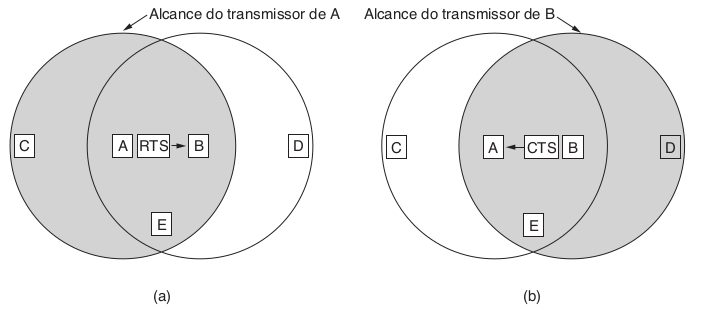 Alcance do transmissor de A
C
A
RTS
B
D
E
(a)
Alcance do transmissor de B
C
A
CTS
B
D
E
(b)